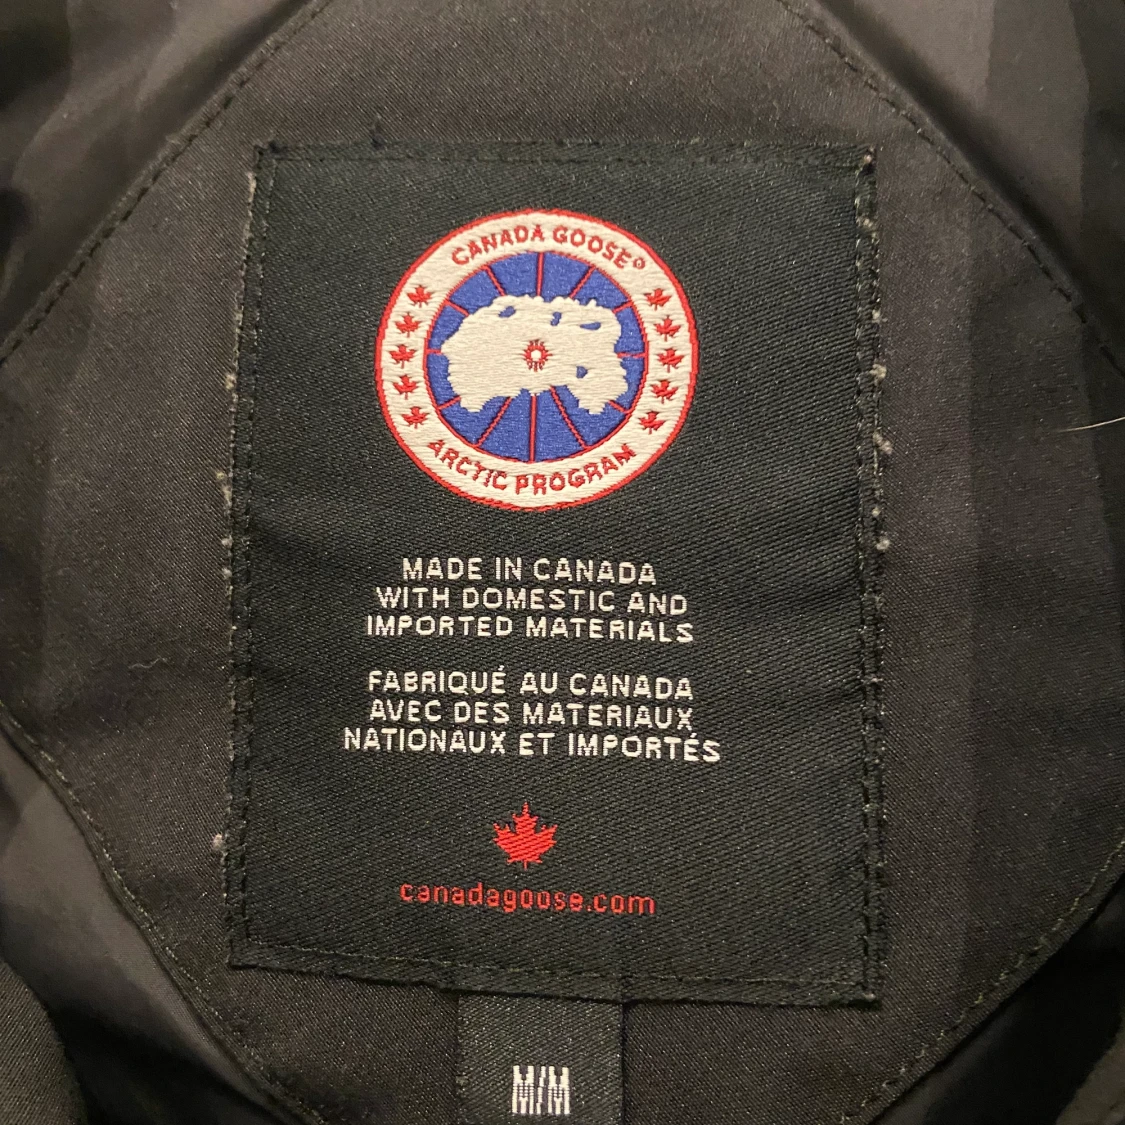 CANADA GOOSE®
ARCTIC PROGRAM
MADE IN CANADA
WITH DOMESTIC AND
IMPORTED MATERIALS
FABRIQUÉ AU CANADA
AVEC DES MATERIAUX
NATIONAUX ET IMPORTÉS
canadagoose.com
M/M